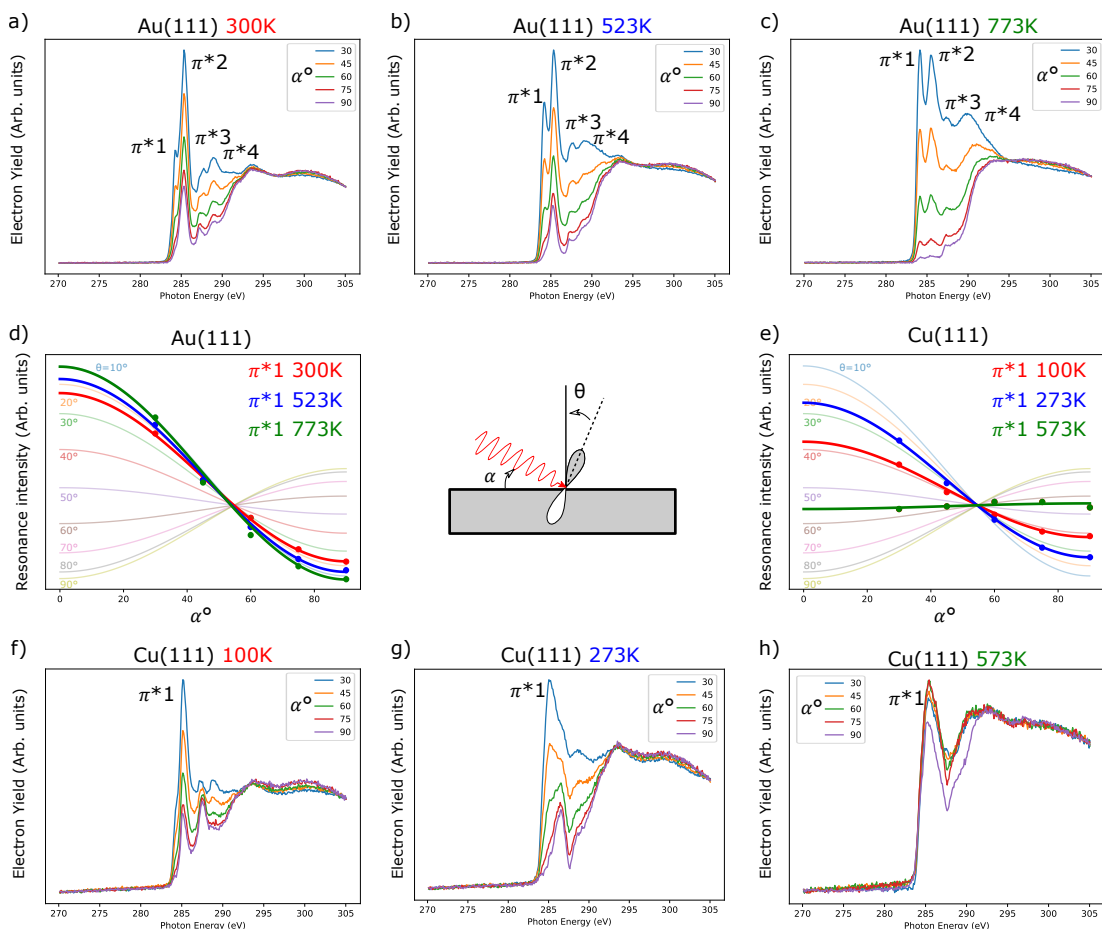 a)
Au(111) 300K
Electron Yield (Arb. units)
π*1
π*2
π*3
π*4
α°
30
45
60
75
90
270 275 280 285 290 295 300 305
Photon Energy (eV)
b)
Au(111) 523K
Electron Yield (Arb. units)
π*1
π*2
π*3
π*4
α°
30
45
60
75
90
270 275 280 285 290 295 300 305
Photon Energy (eV)
c)
Au(111) 773K
Electron Yield (Arb. units)
π*1
π*2
π*3
π*4
α°
30
45
60
75
90
270 275 280 285 290 295 300 305
Photon Energy (eV)
d)
Au(111)
Resonance intensity (Arb. units)
θ=10°
20°
30°
40°
50°
60°
70°
80°
90°
π*1 300K
π*1 523K
π*1 773K
0 20 40 60 80
α°
θ
α
e)
Cu(111)
Resonance intensity (Arb. units)
θ=10°
20°
30°
40°
50°
60°
70°
80°
90°
π*1 100K
π*1 273K
π*1 573K
0 20 40 60 80
α°
f)
Cu(111) 100K
Electron Yield (Arb. units)
π*1
α°
30
45
60
75
90
270 275 280 285 290 295 300 305
Photon Energy (eV)
g)
Cu(111) 273K
Electron Yield (Arb. units)
π*1
α°
30
45
60
75
90
270 275 280 285 290 295 300 305
Photon Energy (eV)
h)
Cu(111) 573K
Electron Yield (Arb. units)
α°
30
45
60
75
90
π*1
270 275 280 285 290 295 300 305
Photon Energy (eV)